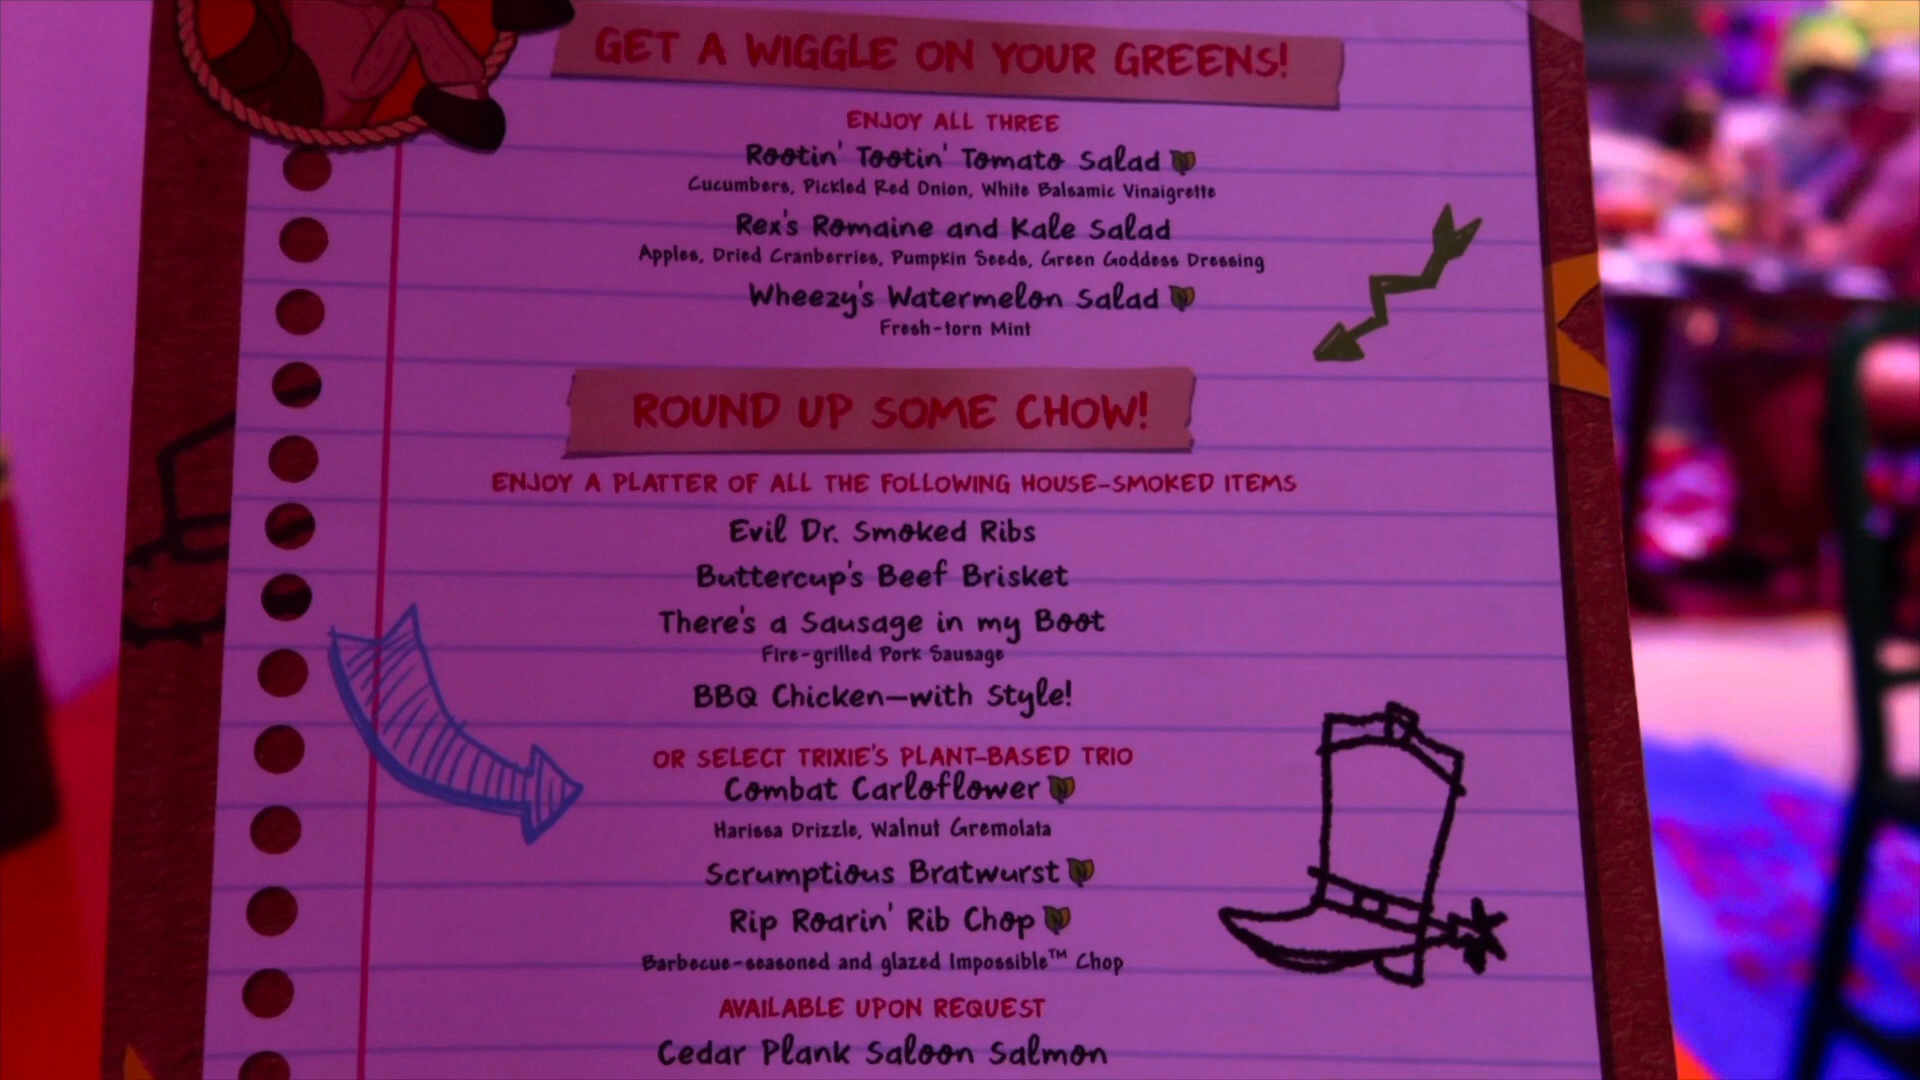 GET A WIGGLE ON YOUR GREENS!
ENJOY ALL THREE
Rootin' Tootin' Tomato Salad
Cucumbers, Pickled Red Onion, White Balsamic Vinaigrette
Rex's Romaine and Kale Salad
Apples, Dried Cranberries, Pumpkin Seeds, Green Goddess Dressing
Wheezy's Watermelon Salad
Fresh-torn Mint
ROUND UP SOME CHOW!
ENJOY A PLATTER OF ALL THE FOLLOWING HOUSE-SMOKED ITEMS
Evil Dr. Smoked Ribs
Buttercup's Beef Brisket
There's a Sausage in my Boot
Fire-grilled Pork Sausage
BBQ Chicken—with Style!
OR SELECT TRIXIE'S PLANT-BASED TRIO
Combat Carloflower
Harissa Drizzle, Walnut Gremolata
Scrumptious Bratwurst
Rip Roarin' Rib Chop
Barbecue-seasoned and glazed Impossible™ Chop
AVAILABLE UPON REQUEST
Cedar Plank Saloon Salmon